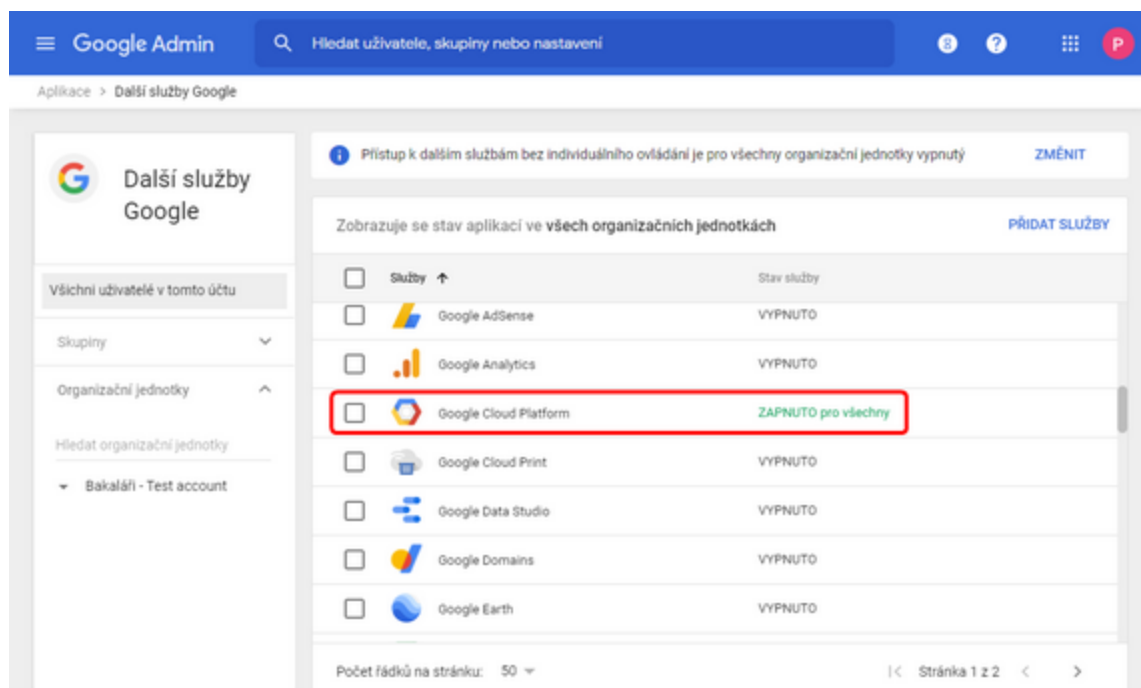 Google Admin
Hledat uživatele, skupiny nebo nastavení
8
?
P
Aplikace > Další služby Google
G
Další služby
Google
Všichni uživatelé v tomto účtu
Skupiny
Organizační jednotky
Hledat organizační jednotky
Bakaláři - Test account
Přístup k dalším službám bez individuálního ovládání je pro všechny organizační jednotky vypnutý
ZMĚNIT
Zobrazuje se stav aplikací ve všech organizačních jednotkách
PŘIDAT SLUŽBY
Služby ↑ Stav služby
Google AdSense VYPNUTO
Google Analytics VYPNUTO
Google Cloud Platform ZAPNUTO pro všechny
Google Cloud Print VYPNUTO
Google Data Studio VYPNUTO
Google Domains VYPNUTO
Google Earth VYPNUTO
Počet řádků na stránku: 50 Stránka 1 z 2